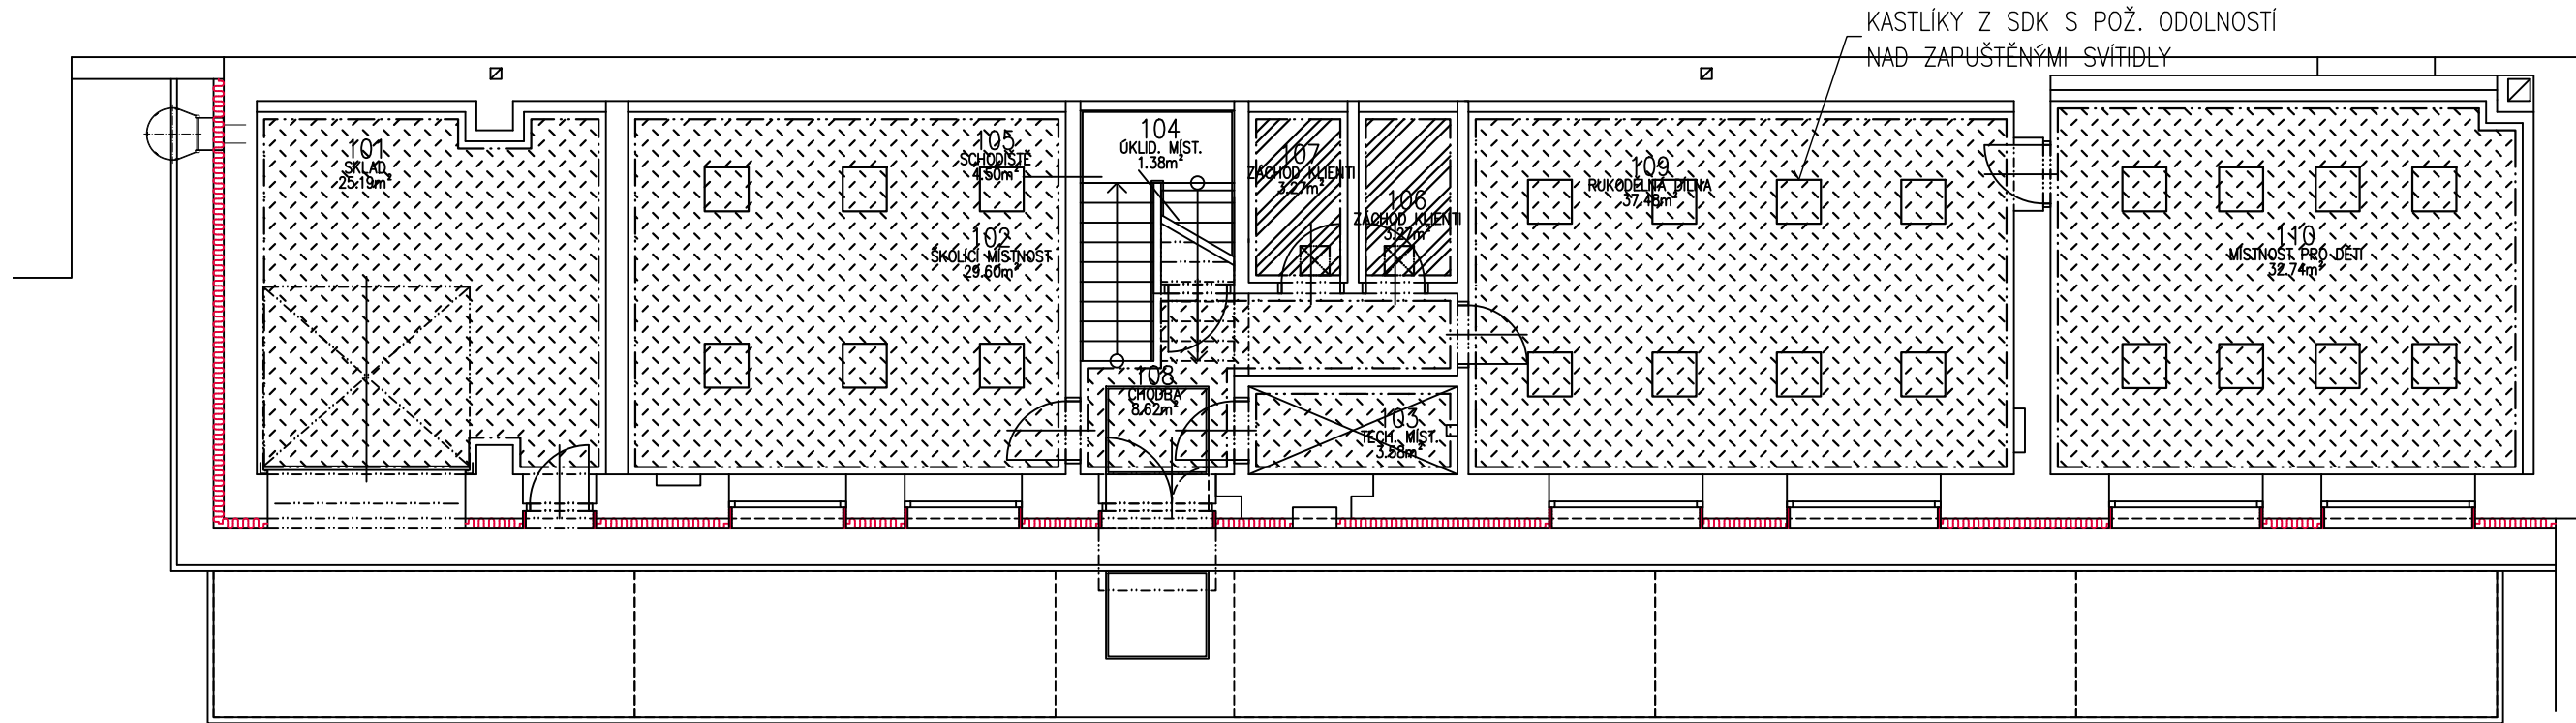 KASTLÍKY Z SDK S POŽ. ODOLNOSTÍ
NAD ZAPUŠTĚNÝMI SVÍTIDLY
101
SKLAD
25.19m²
105
SCHODIŠTĚ
4.50m²
102
ŠKOLÍCÍ MÍSTNOST
29.60m²
104
ÚKLID. MÍST.
1.38m²
107
ZÁCHOD KLIENTI
3.27m²
106
ZÁCHOD KLIENTI
3.27m²
108
CHODBA
8.62m²
103
TECH. MÍST.
3.58m²
109
RUKODĚLNÁ DÍLNA
37.48m²
110
MÍSTNOST PRO DĚTI
32.74m²